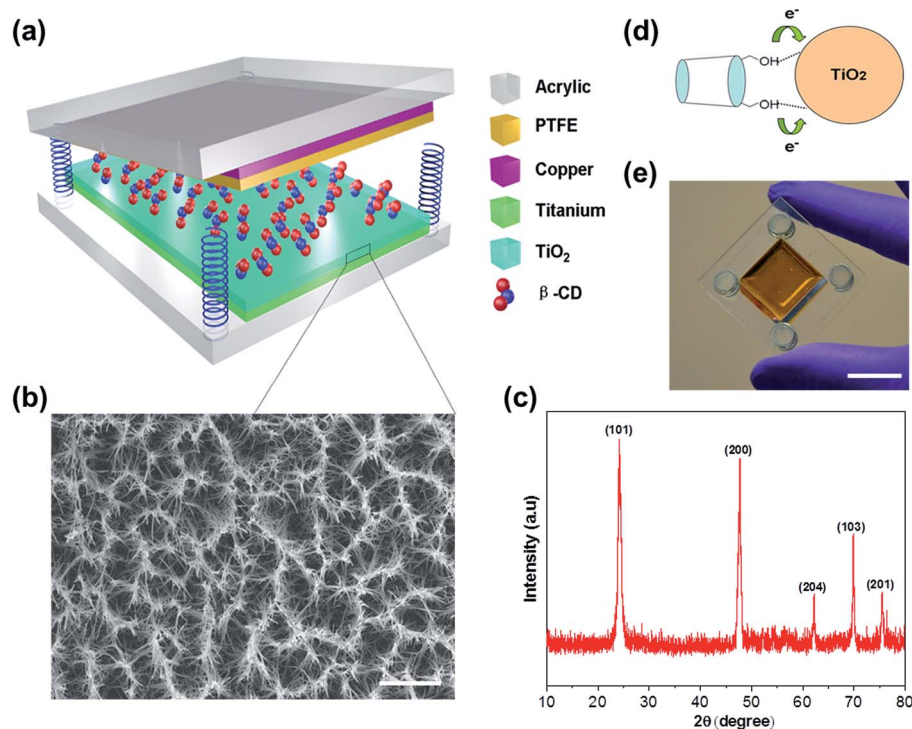 (a)
Acrylic
PTFE
Copper
Titanium
TiO2
β-CD
(b)
(d)
e-
OH
OH
TiO2
e-
(e)
(c)
Intensity (a.u)
(101)
(200)
(204)
(103)
(201)
10 20 30 40 50 60 70 80
2θ (degree)